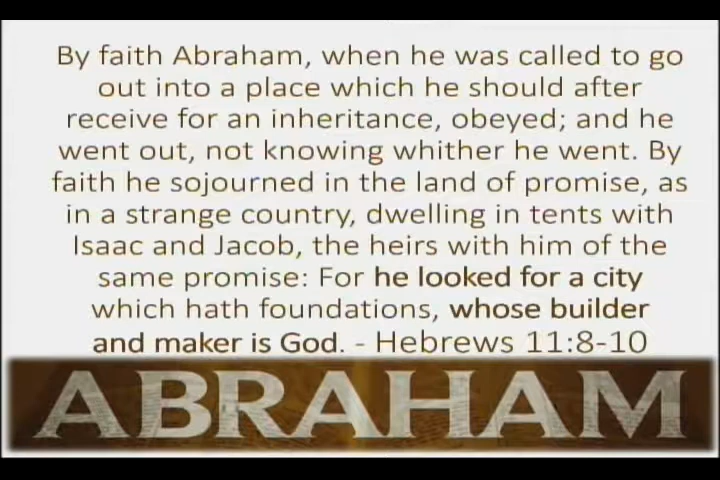 By faith Abraham, when he was called to go
out into a place which he should after
receive for an inheritance, obeyed; and he
went out, not knowing whither he went. By
faith he sojourned in the land of promise, as
in a strange country, dwelling in tents with
Isaac and Jacob, the heirs with him of the
same promise: For he looked for a city
which hath foundations, whose builder
and maker is God. - Hebrews 11:8-10
ABRAHAM